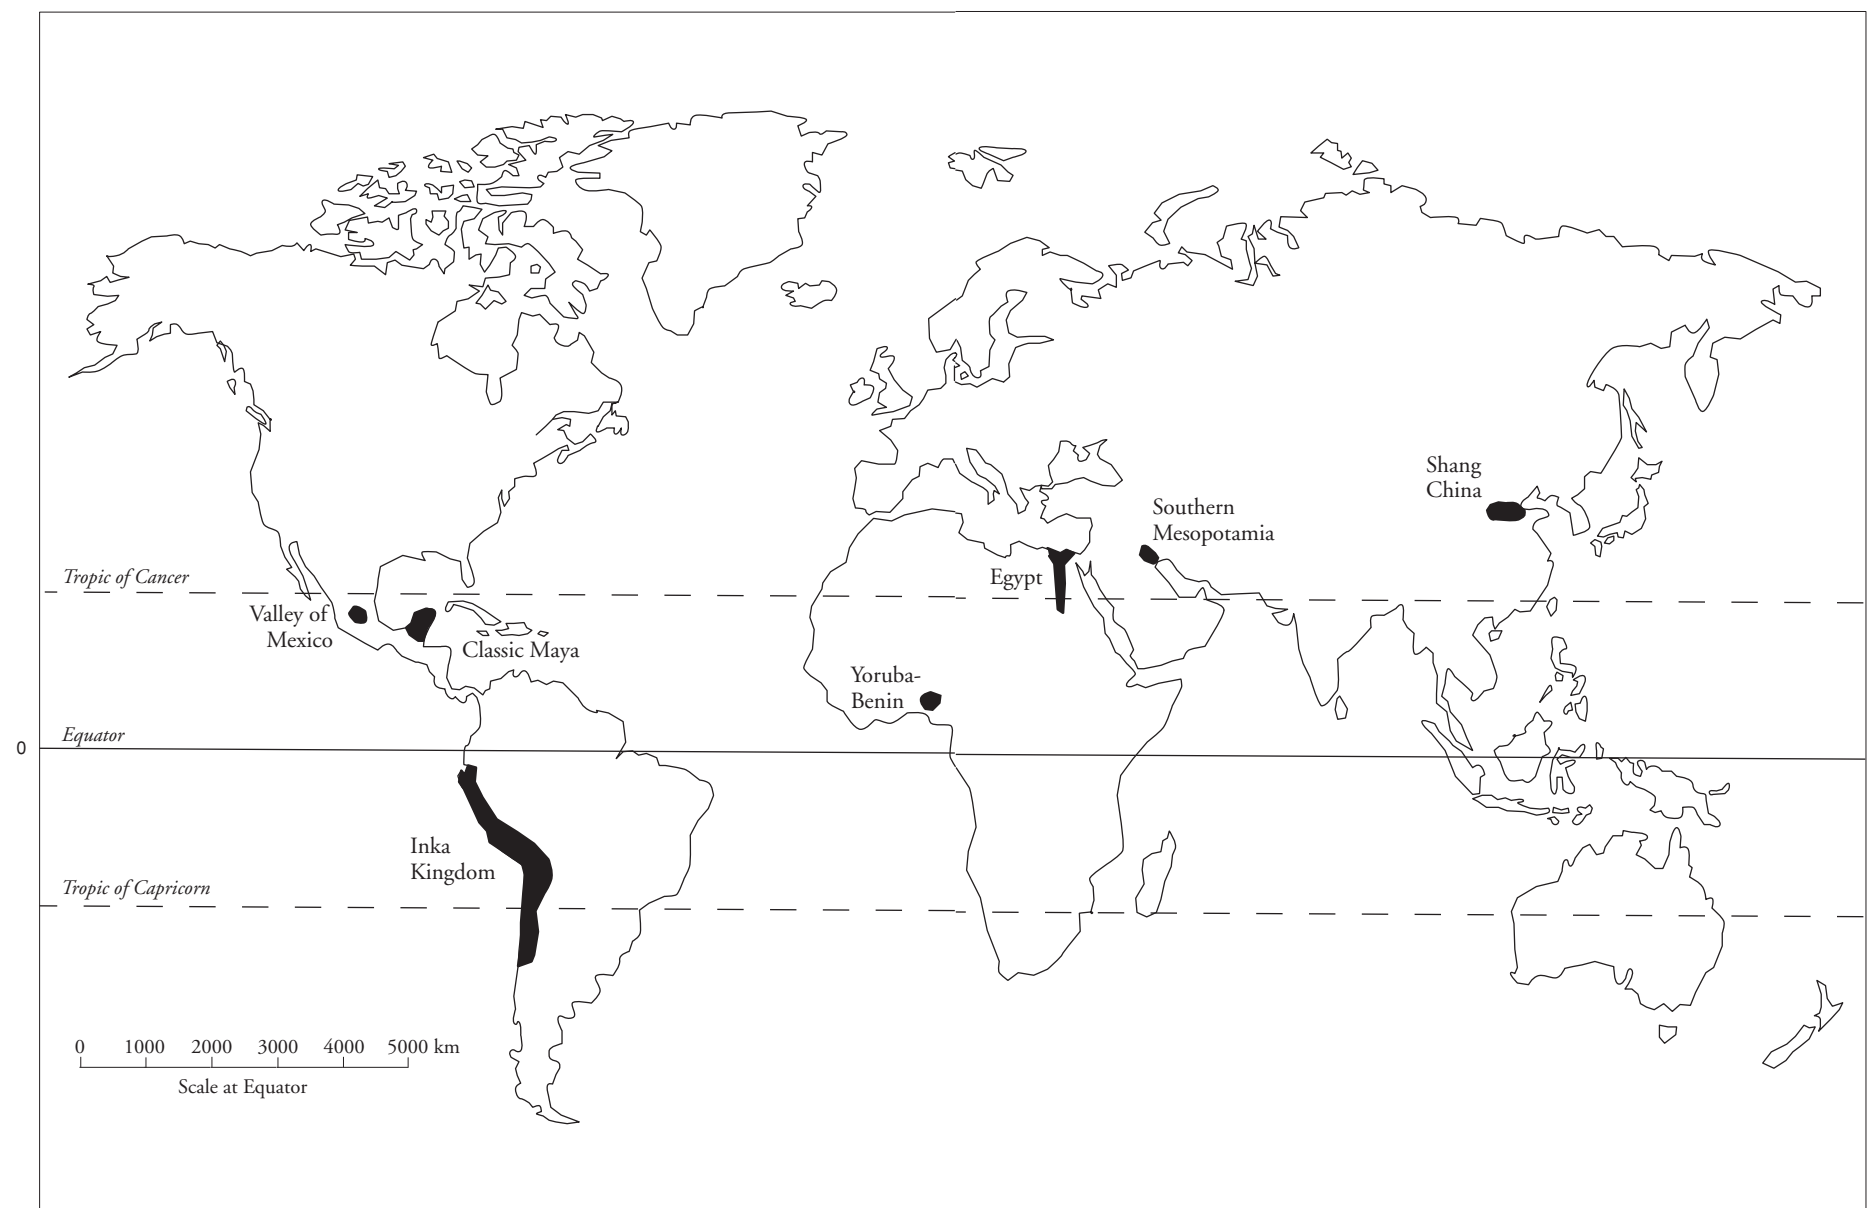 Shang
China
Southern
Mesopotamia
Tropic of Cancer
Egypt
Valley of
Mexico
Classic Maya
Yoruba-
Benin
Equator
0
Inka
Kingdom
Tropic of Capricorn
0 1000 2000 3000 4000 5000 km
Scale at Equator